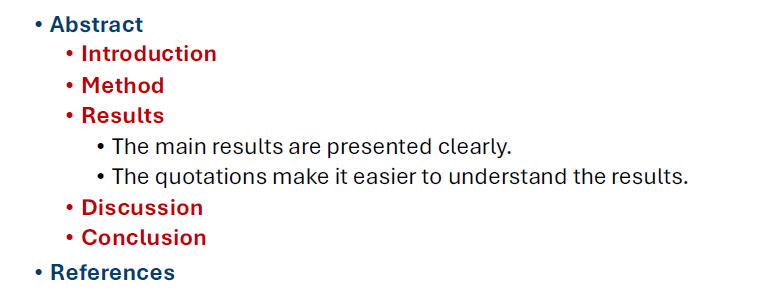 • Abstract
• Introduction
• Method
• Results
• The main results are presented clearly.
• The quotations make it easier to understand the results.
• Discussion
• Conclusion
• References